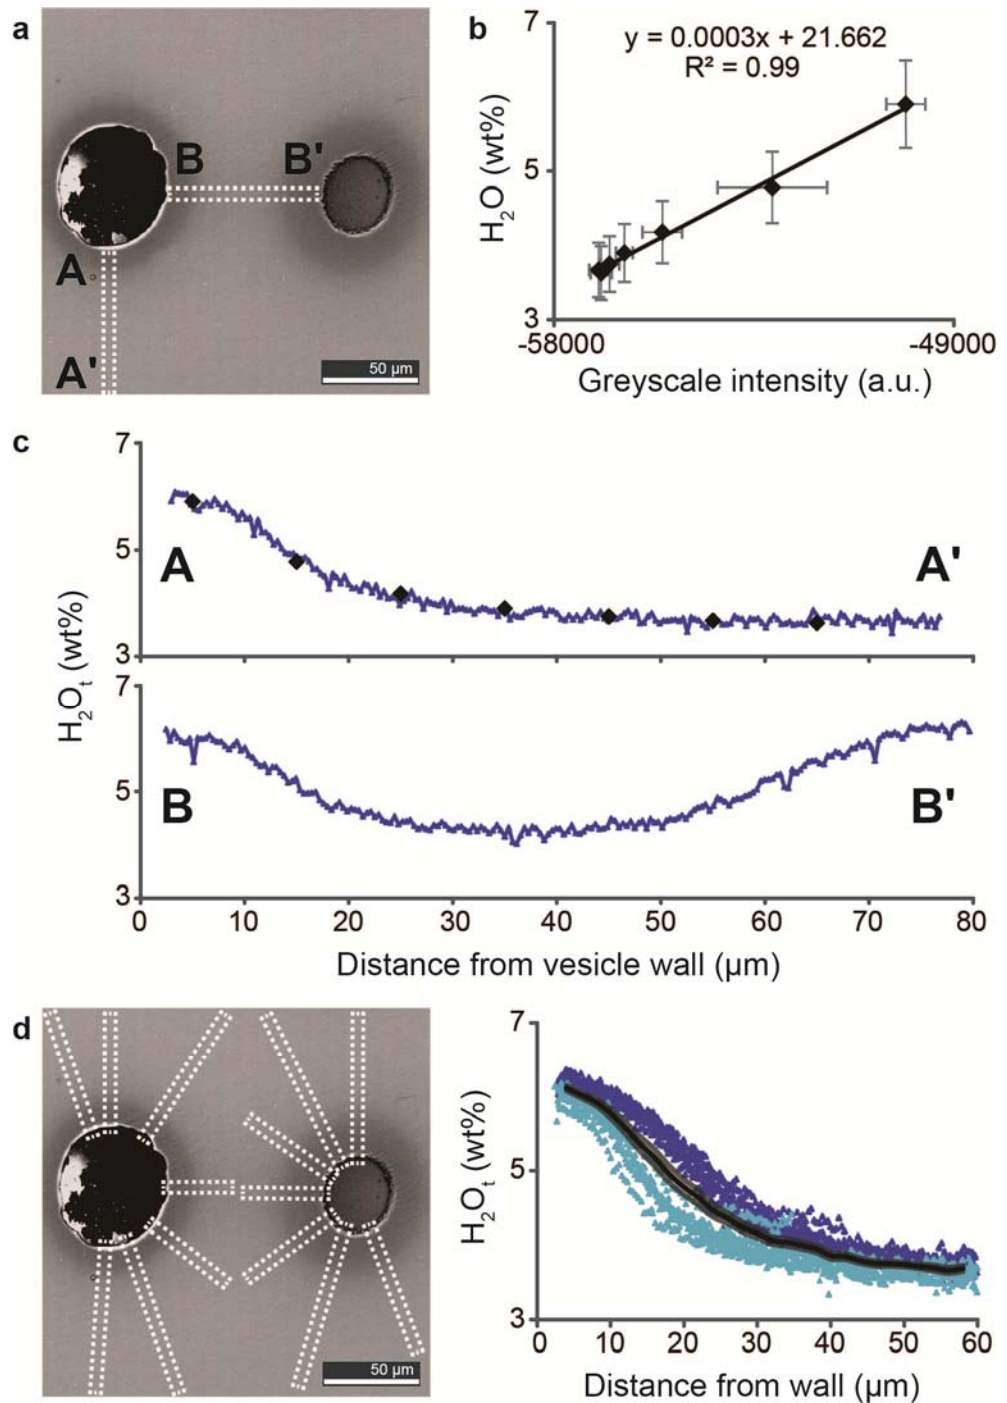 a
B
B'
A
A'
50 µm
b
y = 0.0003x + 21.662
R² = 0.99
7
5
3
H₂O (wt%)
-58000
-49000
Greyscale intensity (a.u.)
c
7
5
3
A
A'
H₂Oₜ (wt%)
7
5
3
B
B'
0
10
20
30
40
50
60
70
80
Distance from vesicle wall (µm)
d
50 µm
7
5
3
H₂Oₜ (wt%)
0
10
20
30
40
50
60
Distance from wall (µm)